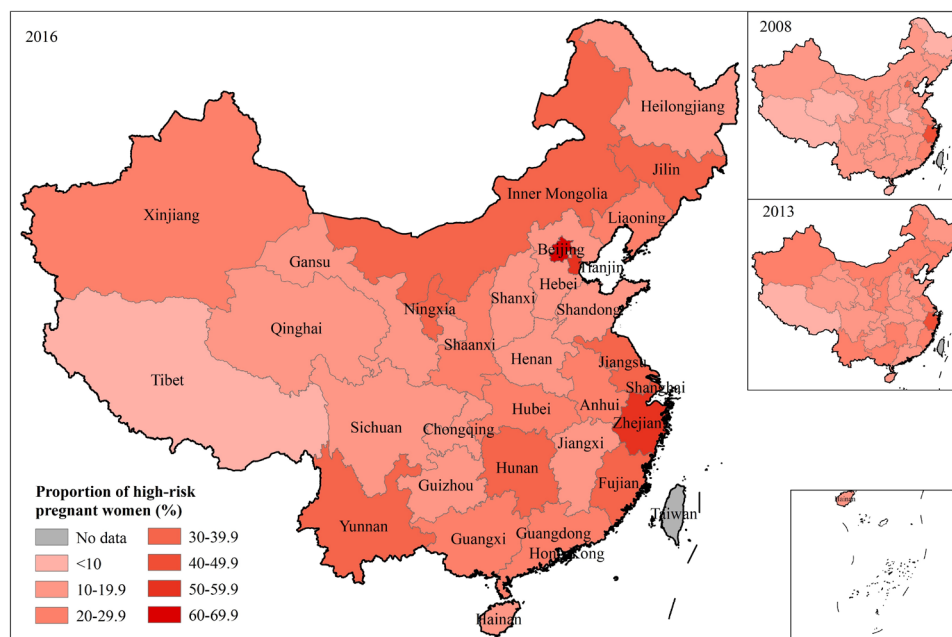 2016
2008
2013
Heilongjiang
Jilin
Inner Mongolia
Liaoning
Xinjiang
Beijing
Tianjin
Gansu
Hebei
Shanxi
Shandong
Ningxia
Qinghai
Shaanxi
Henan
Jiangsu
Tibet
Shanghai
Hubei
Anhui
Zhejian
Sichuan
Chongqing
Jiangxi
Hunan
Guizhou
Fujian
Yunnan
Taiwan
Guangxi
Guangdong
Hong Kong
Hainan
Hainan
Proportion of high-risk
pregnant women (%)
No data
<10
10-19.9
20-29.9
30-39.9
40-49.9
50-59.9
60-69.9